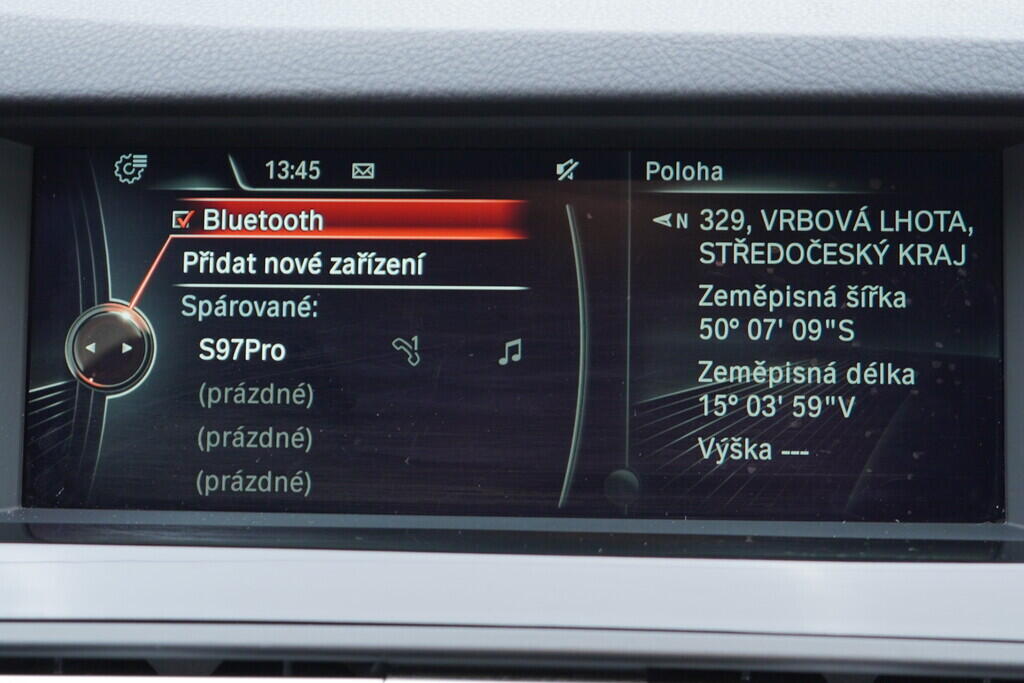 13:45
Bluetooth
Přidat nové zařízení
Spárované:
S97Pro
1
(prázdné)
(prázdné)
(prázdné)
Poloha
N 329, VRBOVÁ LHOTA,
STŘEDOČESKÝ KRAJ
Zeměpisná šířka
50° 07' 09"S
Zeměpisná délka
15° 03' 59"V
Výška ---